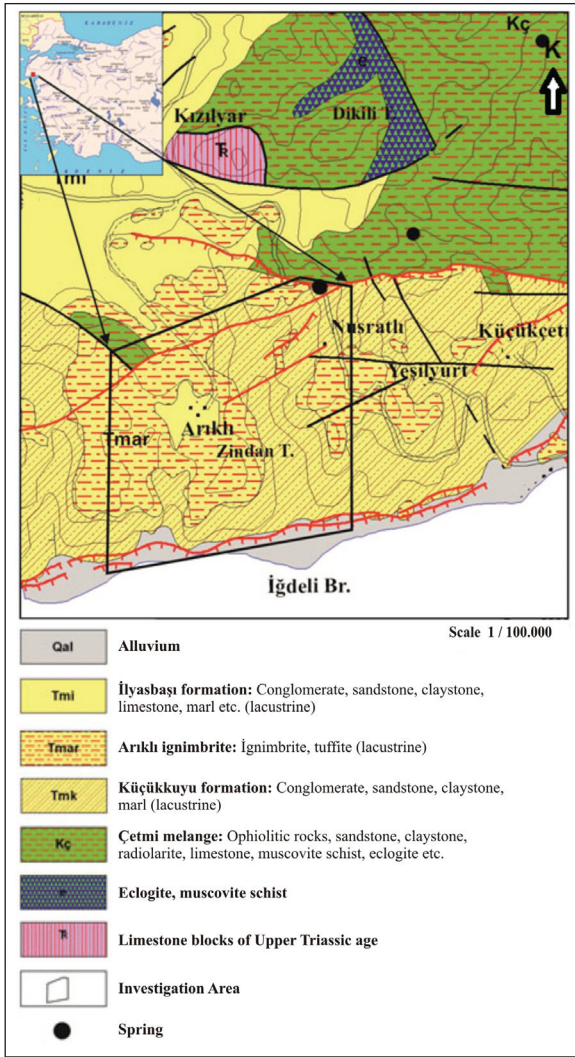 KARADENİZ
Kç
K
e
Dikili T.
Kızılyar
TR
Tmi
Nusratlı
Küçükçeti
Yeşilyurt
Tmar
Arıklı
Zindan T.
İğdeli Br.
Scale 1 / 100.000
Qal Alluvium
Tmi İlyasbaşı formation: Conglomerate, sandstone, claystone,
limestone, marl etc. (lacustrine)
Tmar Arıklı ignimbrite: İgnimbrite, tuffite (lacustrine)
Tmk Küçükkuyu formation: Conglomerate, sandstone, claystone,
marl (lacustrine)
Kç Çetmi melange: Ophiolitic rocks, sandstone, claystone,
radiolarite, limestone, muscovite schist, eclogite etc.
e Eclogite, muscovite schist
TR Limestone blocks of Upper Triassic age
Investigation Area
Spring